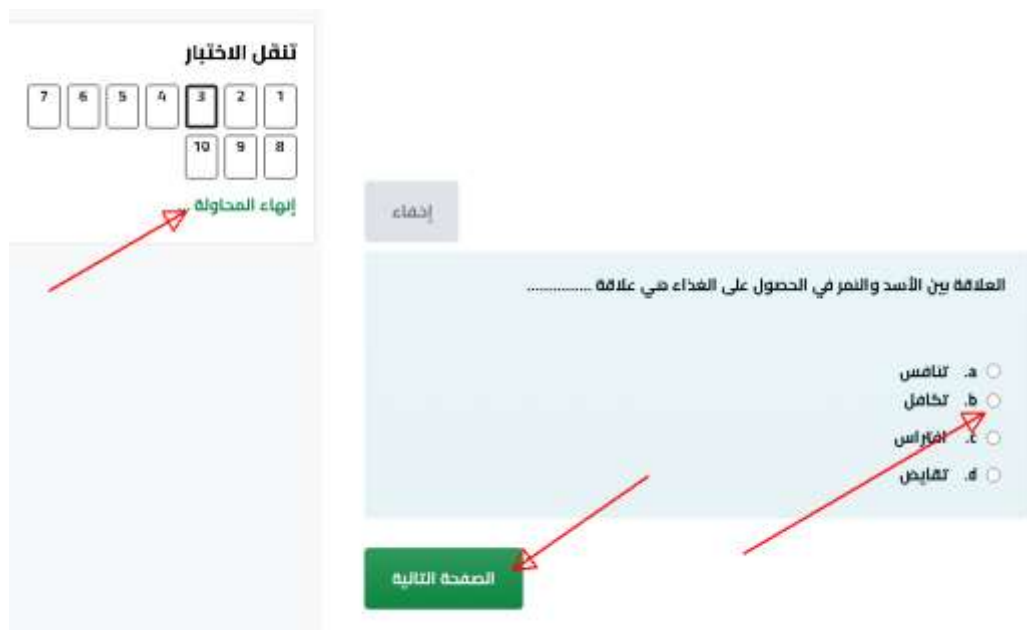 تنقل الاختبار
1 2 3 4 5 6 7
8 9 10
إنهاء المحاولة ...
إخفاء
العلاقة بين الأسد والنمر في الحصول على الغذاء هي علاقة ..............
a. تنافس
b. تكافل
c. افتراس
d. تقايض
الصفحة التالية